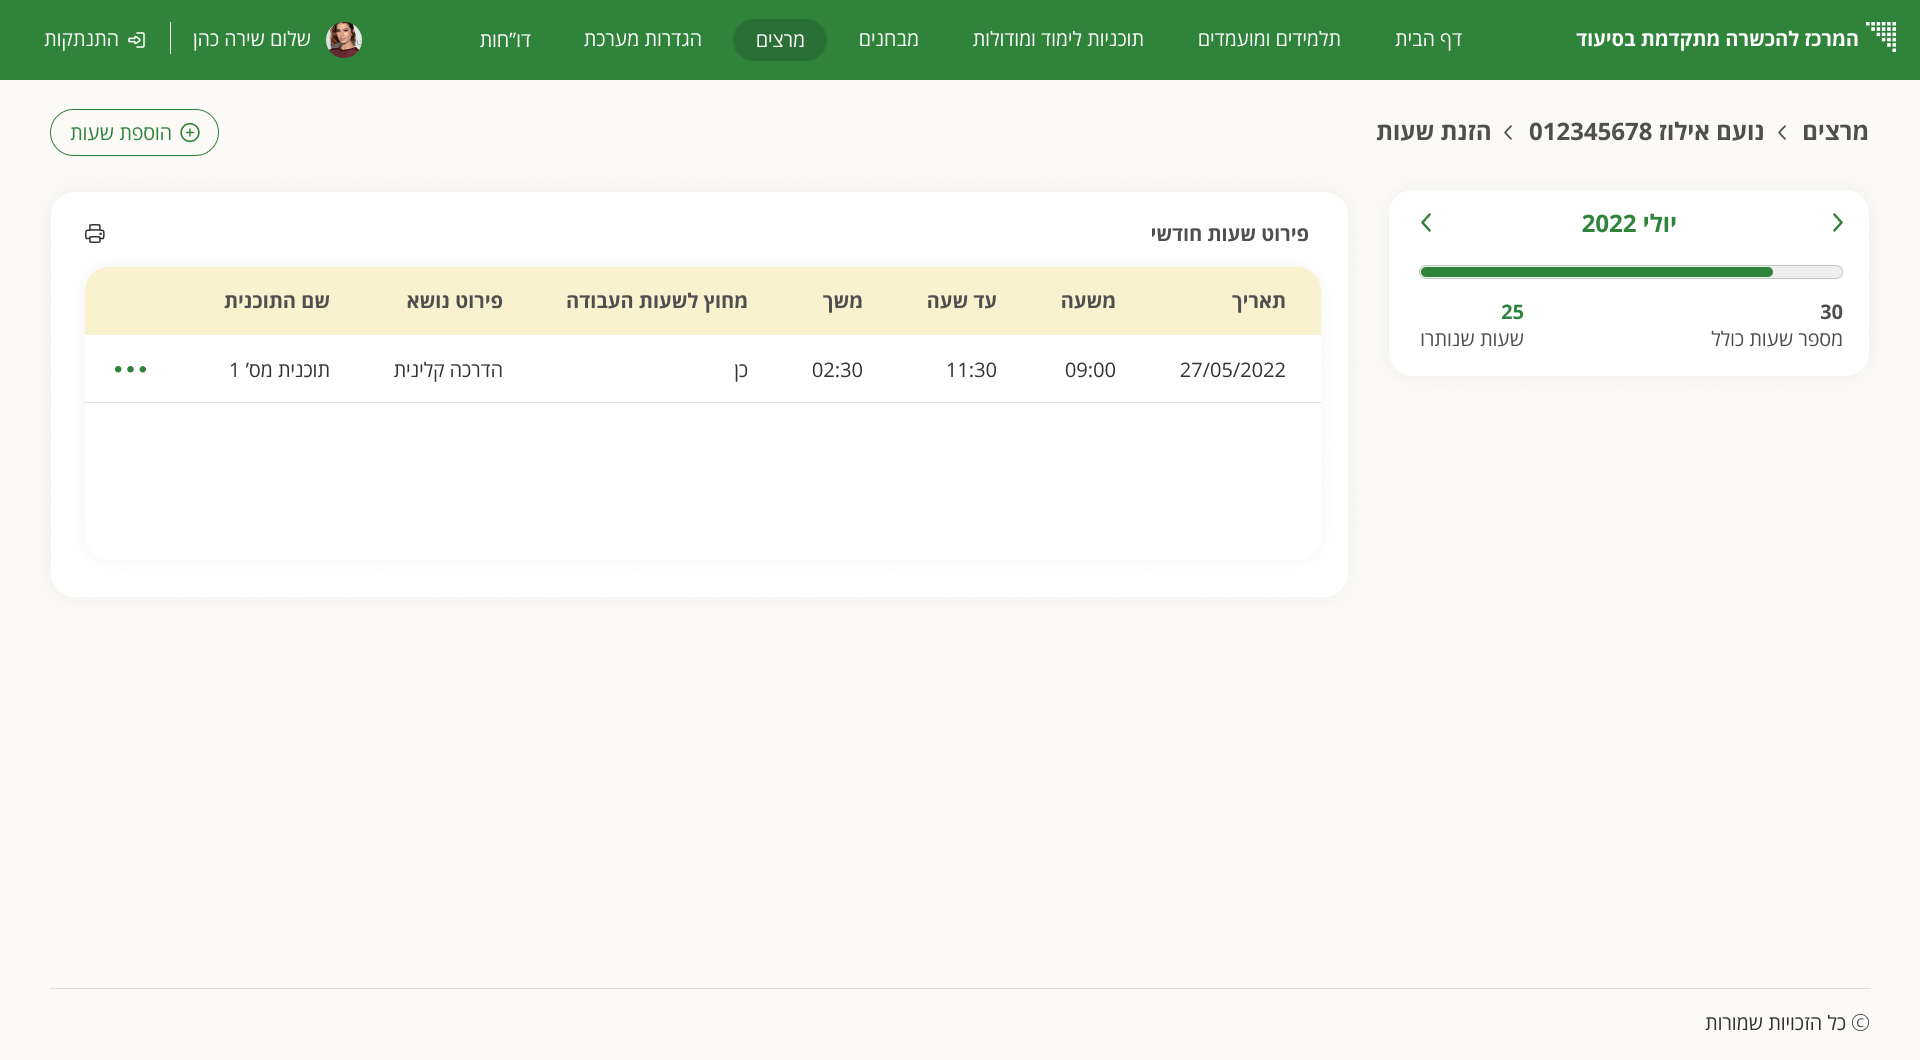 המרכז להכשרה מתקדמת בסיעוד
דף הבית
תלמידים ומועמדים
תוכניות לימוד ומודולות
מבחנים
מרצים
הגדרות מערכת
דו”חות
שלום שירה כהן
התנתקות
מרצים > נועם אילוז 012345678 > הזנת שעות
הוספת שעות
יולי 2022
30
מספר שעות כולל
25
שעות שנותרו
פירוט שעות חודשי
תאריך משעה עד שעה משך מחוץ לשעות העבודה פירוט נושא שם התוכנית
27/05/2022 09:00 11:30 02:30 כן הדרכה קלינית תוכנית מס’ 1
© כל הזכויות שמורות